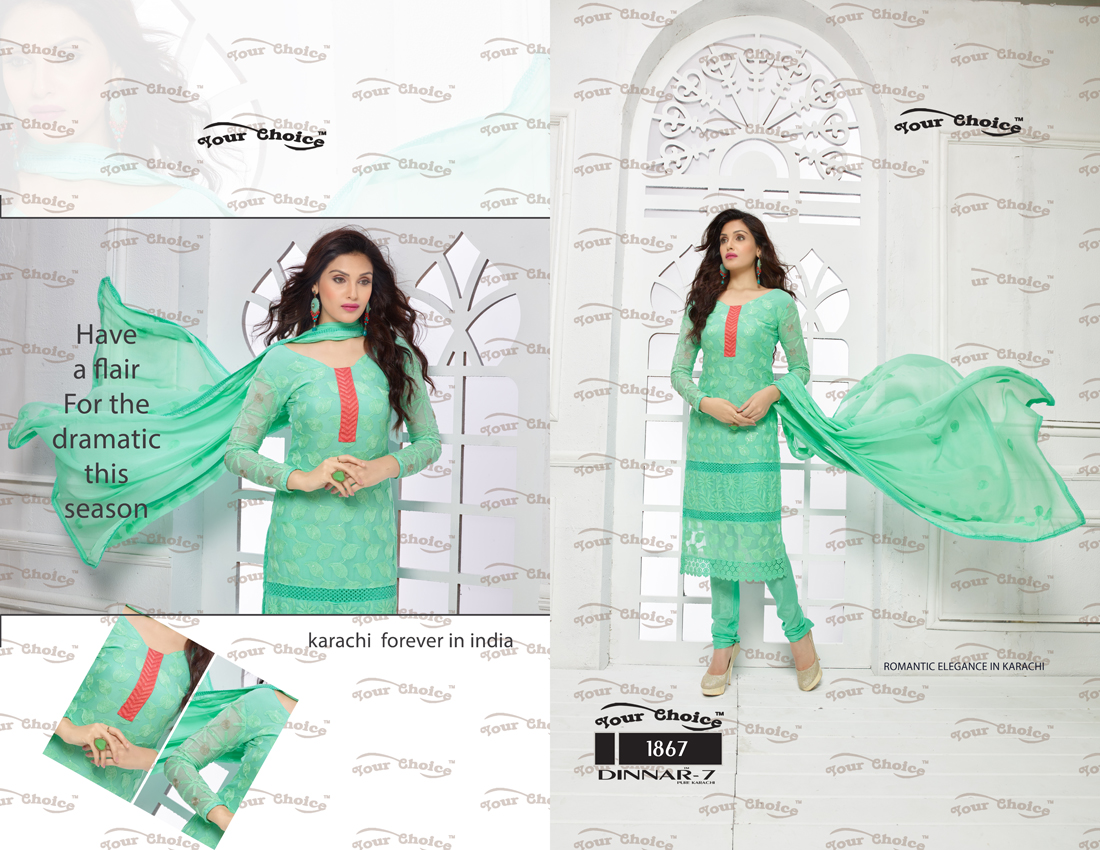 Your Choice™
Have
a flair
For the
dramatic
this
season
karachi forever in india
Your Choice™
ROMANTIC ELEGANCE IN KARACHI
Your Choice™
1867
DINNAR-7
PURE KARACHI